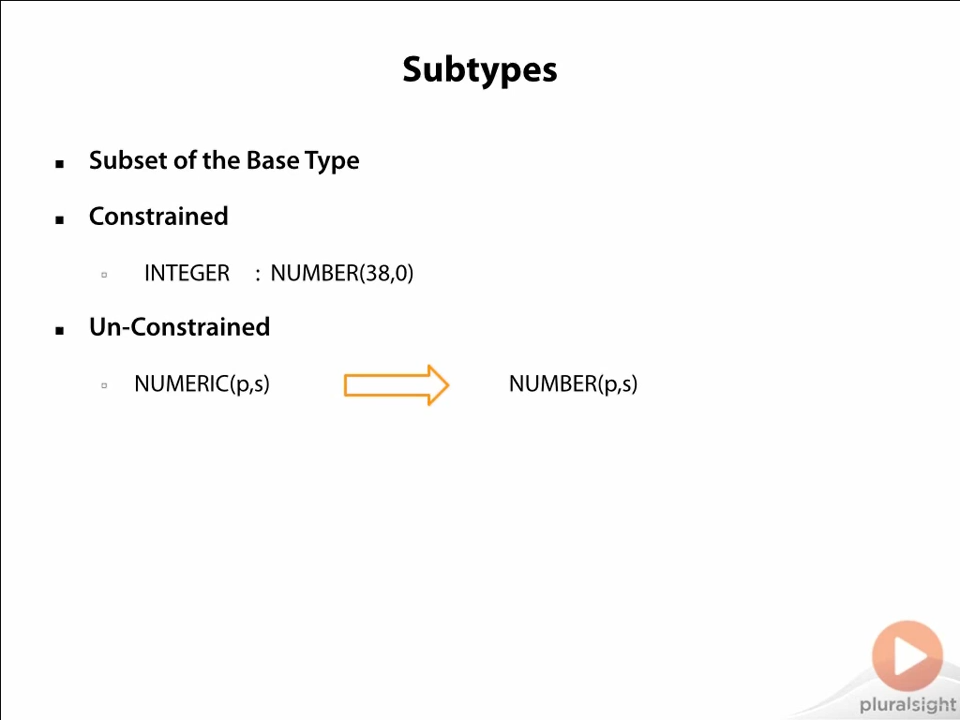 Subtypes
Subset of the Base Type
Constrained
INTEGER : NUMBER(38,0)
Un-Constrained
NUMERIC(p,s) NUMBER(p,s)
pluralsight